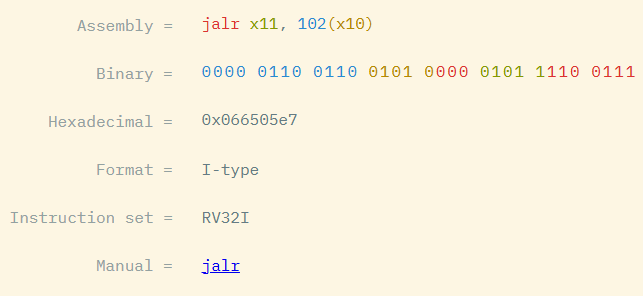 Assembly = jalr x11, 102(x10)
Binary = 0000 0110 0110 0101 0000 0101 1110 0111
Hexadecimal = 0x066505e7
Format = I-type
Instruction set = RV32I
Manual = jalr